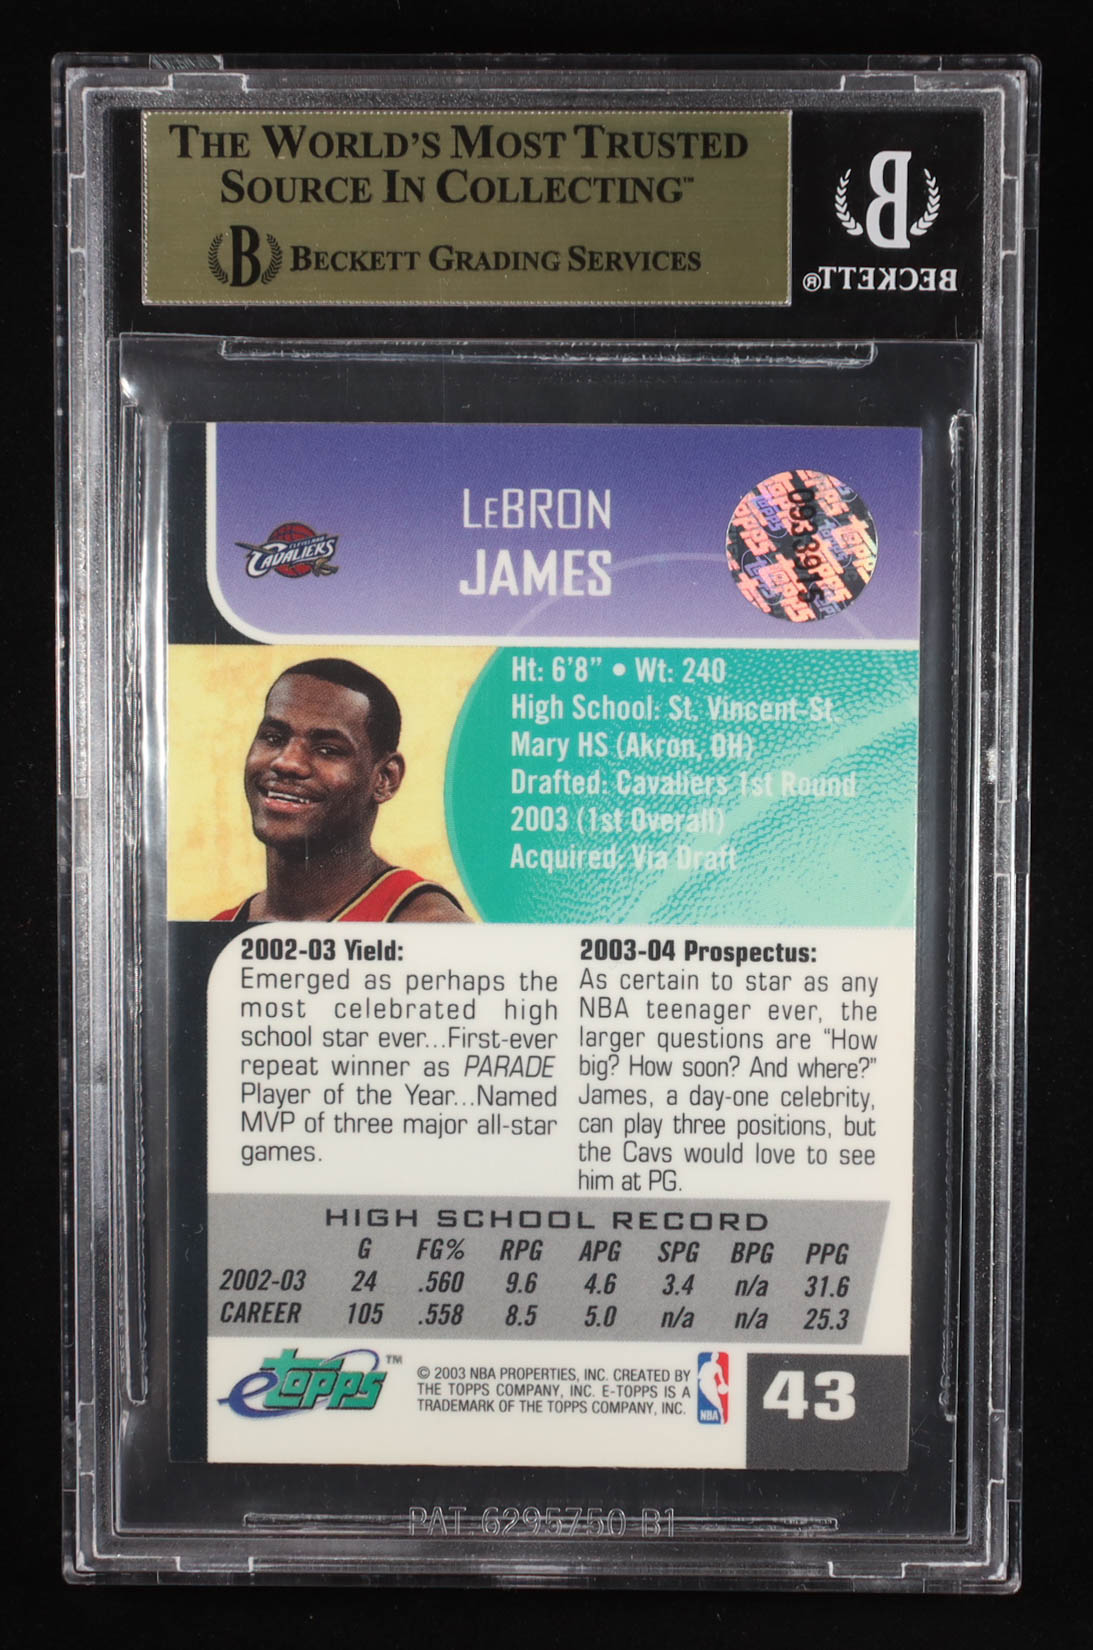 THE WORLD'S MOST TRUSTED
SOURCE IN COLLECTING™
B BECKETT GRADING SERVICES
B
BECKETT®
LEBRON
JAMES
CAVALIERS
Ht: 6'8” • Wt: 240
High School: St. Vincent-St.
Mary HS (Akron, OH)
Drafted: Cavaliers 1st Round
2003 (1st Overall)
Acquired: Via Draft
2002-03 Yield:
Emerged as perhaps the
most celebrated high
school star ever...First-ever
repeat winner as PARADE
Player of the Year...Named
MVP of three major all-star
games.
2003-04 Prospectus:
As certain to star as any
NBA teenager ever, the
larger questions are “How
big? How soon? And where?”
James, a day-one celebrity,
can play three positions, but
the Cavs would love to see
him at PG.
HIGH SCHOOL RECORD
G FG% RPG APG SPG BPG PPG
2002-03 24 .560 9.6 4.6 3.4 n/a 31.6
CAREER 105 .558 8.5 5.0 n/a n/a 25.3
etopps™
© 2003 NBA PROPERTIES, INC. CREATED BY
THE TOPPS COMPANY, INC. E-TOPPS IS A
TRADEMARK OF THE TOPPS COMPANY, INC.
NBA
43
PAT. 6295750 B1